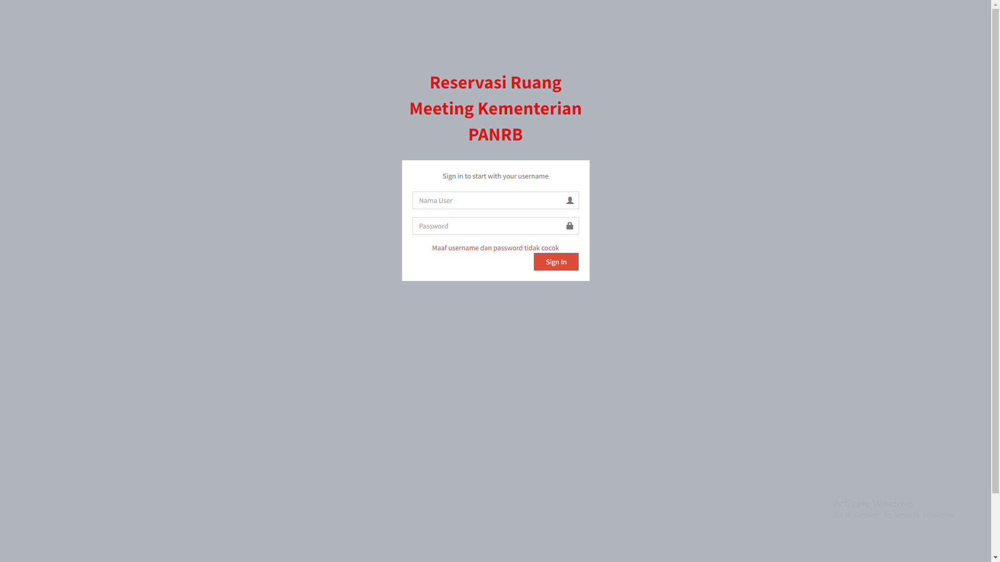 Reservasi Ruang
Meeting Kementerian
PANRB
Sign in to start with your username
Nama User
Password
Maaf username dan password tidak cocok
Sign In
Activate Windows
Go to Settings to activate Windows.